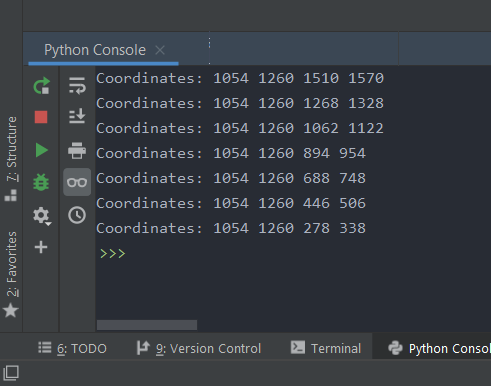 Python Console
Coordinates: 1054 1260 1510 1570
Coordinates: 1054 1260 1268 1328
Coordinates: 1054 1260 1062 1122
Coordinates: 1054 1260 894 954
Coordinates: 1054 1260 688 748
Coordinates: 1054 1260 446 506
Coordinates: 1054 1260 278 338
>>>
7: Structure
2: Favorites
6: TODO 9: Version Control Terminal Python Consol